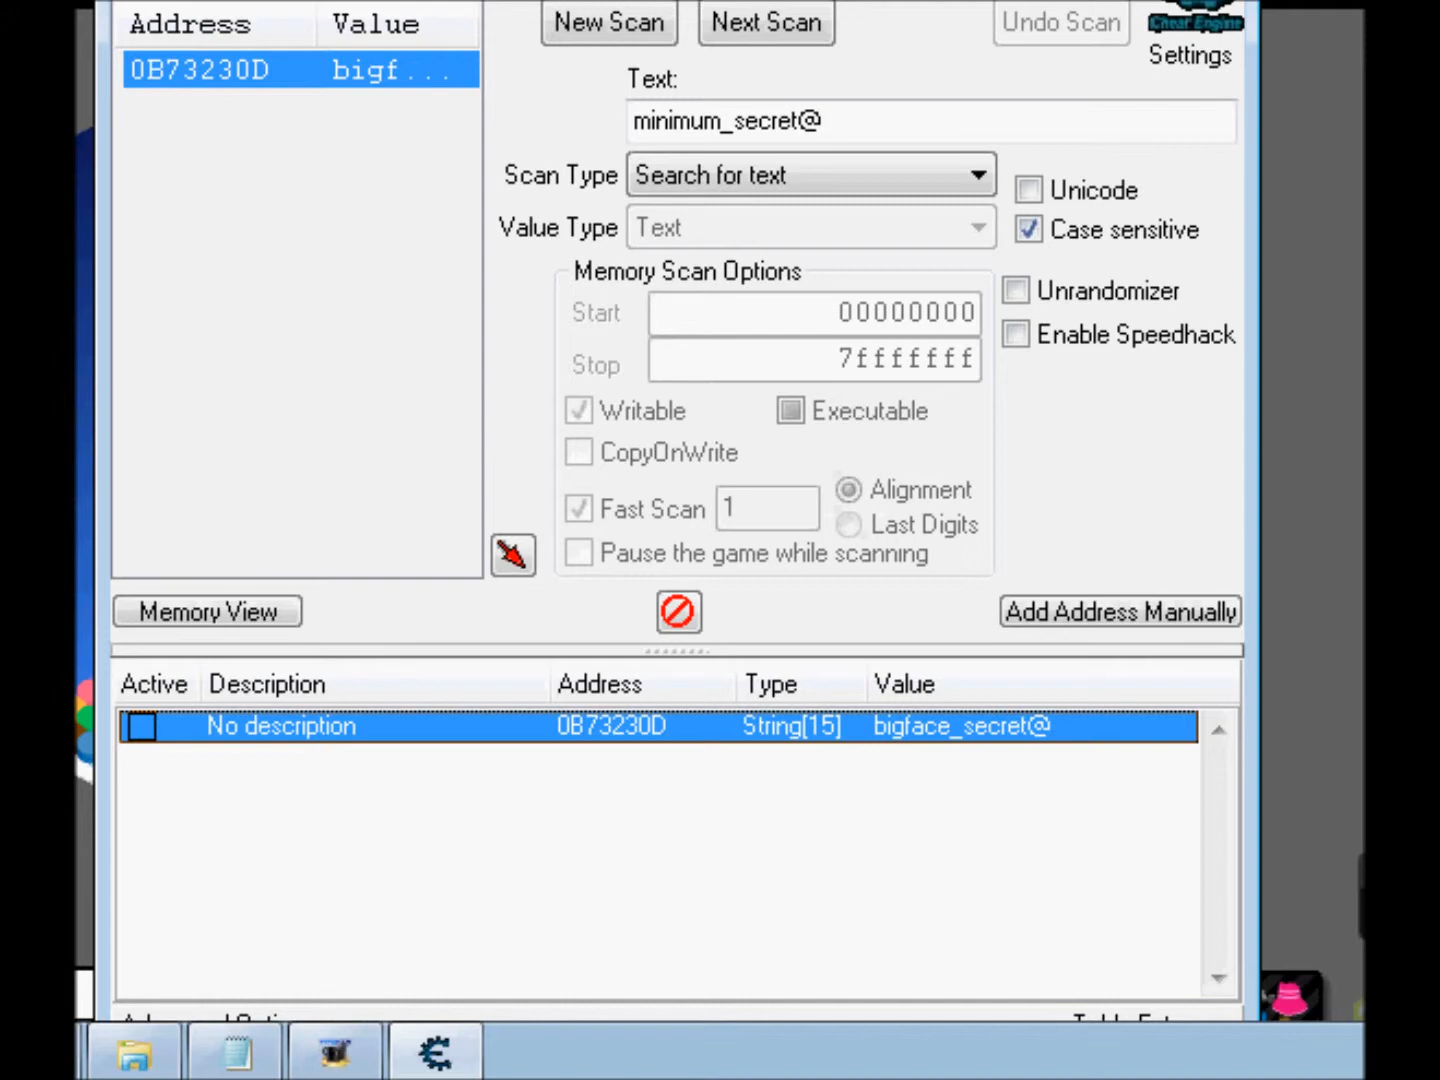 Address Value
0B73230D bigf...
New Scan Next Scan Undo Scan
Cheat Engine
Settings
Text:
minimum_secret@
Scan Type Search for text
Unicode
Value Type Text
Case sensitive
Memory Scan Options
Start 00000000
Stop 7fffffff
Unrandomizer
Enable Speedhack
Writable Executable
CopyOnWrite
Fast Scan 1
Alignment
Last Digits
Pause the game while scanning
Memory View Add Address Manually
Active Description Address Type Value
No description 0B73230D String[15] bigface_secret@